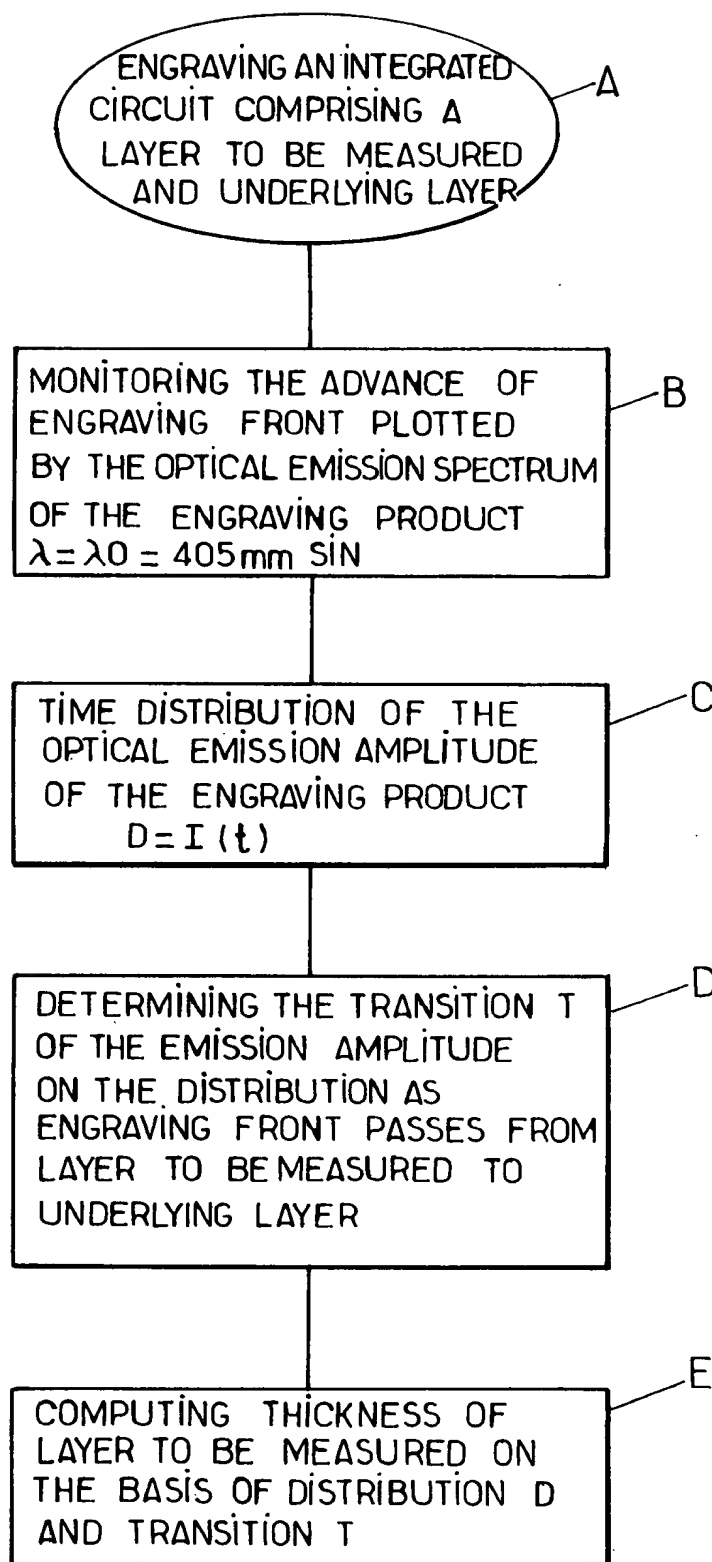 ENGRAVING AN INTEGRATED
CIRCUIT COMPRISING A
LAYER TO BE MEASURED
AND UNDERLYING LAYER
A
MONITORING THE ADVANCE OF
ENGRAVING FRONT PLOTTED
BY THE OPTICAL EMISSION SPECTRUM
OF THE ENGRAVING PRODUCT
λ=λ0 = 405mm SIN
B
TIME DISTRIBUTION OF THE
OPTICAL EMISSION AMPLITUDE
OF THE ENGRAVING PRODUCT
D=I(t)
C
DETERMINING THE TRANSITION T
OF THE EMISSION AMPLITUDE
ON THE DISTRIBUTION AS
ENGRAVING FRONT PASSES FROM
LAYER TO BE MEASURED TO
UNDERLYING LAYER
D
COMPUTING THICKNESS OF
LAYER TO BE MEASURED ON
THE BASIS OF DISTRIBUTION D
AND TRANSITION T
E